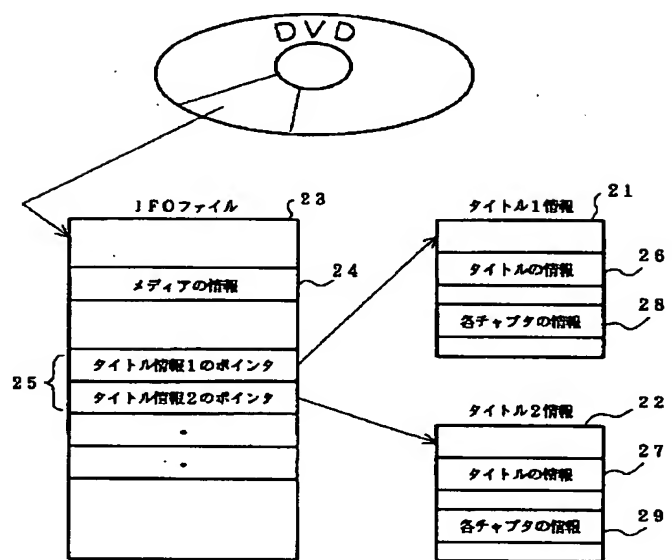 DVD
IFOファイル
23
メディアの情報
24
25
タイトル情報1のポインタ
タイトル情報2のポインタ
タイトル1情報
21
タイトルの情報
26
各チャプタの情報
28
タイトル2情報
22
タイトルの情報
27
各チャプタの情報
29